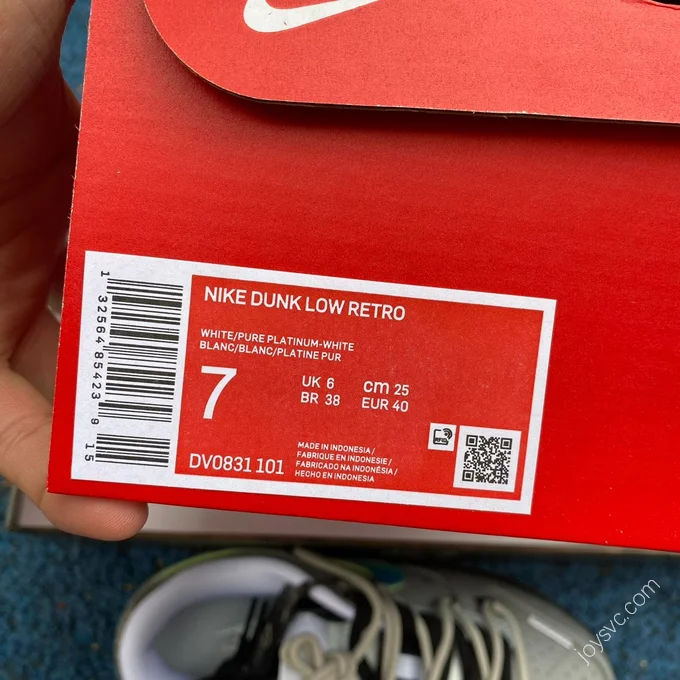 NIKE DUNK LOW RETRO
WHITE/PURE PLATINUM-WHITE
BLANC/BLANC/PLATINE PUR
7
UK 6 cm 25
BR 38 EUR 40
DV0831 101
MADE IN INDONESIA/
FABRIQUE EN INDONESIE/
FABRICADO NA INDONÉSIA/
HECHO EN INDONESIA
RFID
1 32564 85423 9 15
joysvc.com